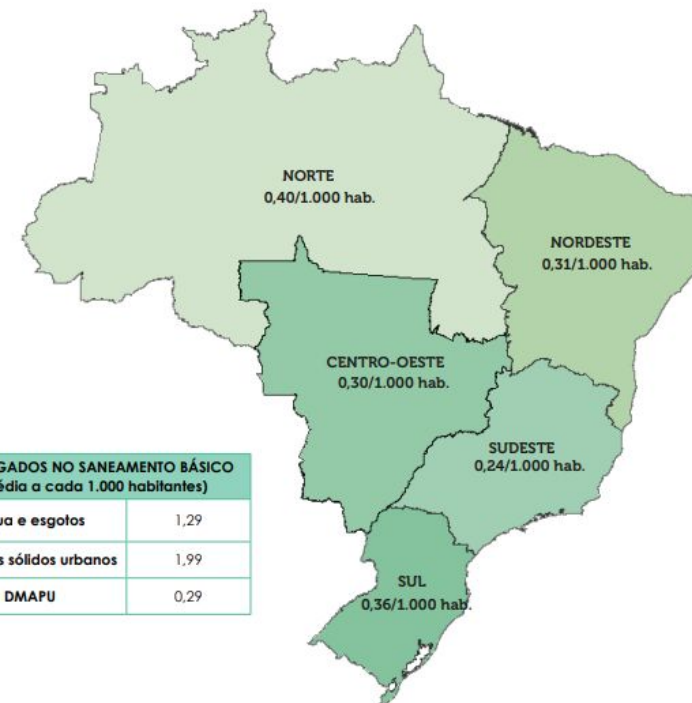 NORTE
0,40/1.000 hab.
NORDESTE
0,31/1.000 hab.
CENTRO-OESTE
0,30/1.000 hab.
SUDESTE
0,24/1.000 hab.
SUL
0,36/1.000 hab.
GADOS NO SANEAMENTO BÁSICO
édia a cada 1.000 habitantes)
ua e esgotos 1,29
s sólidos urbanos 1,99
DMAPU 0,29